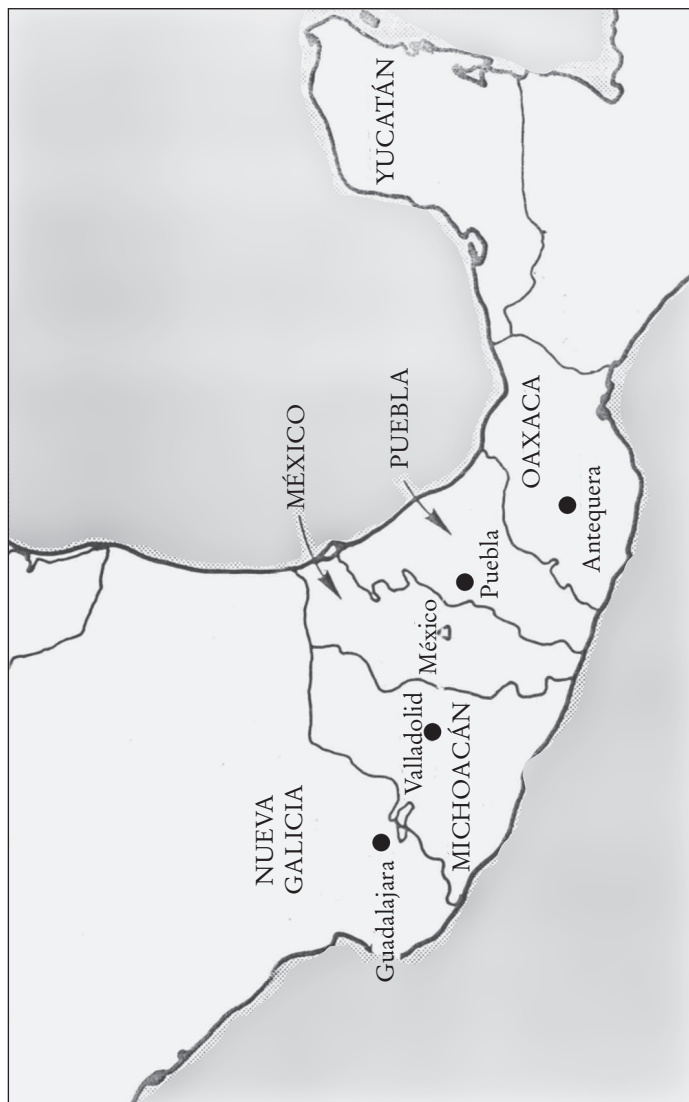 NUEVA
GALICIA
MÉXICO
PUEBLA
YUCATÁN
Guadalajara
Valladolid
MICHOACÁN
México
Puebla
OAXACA
Antequera